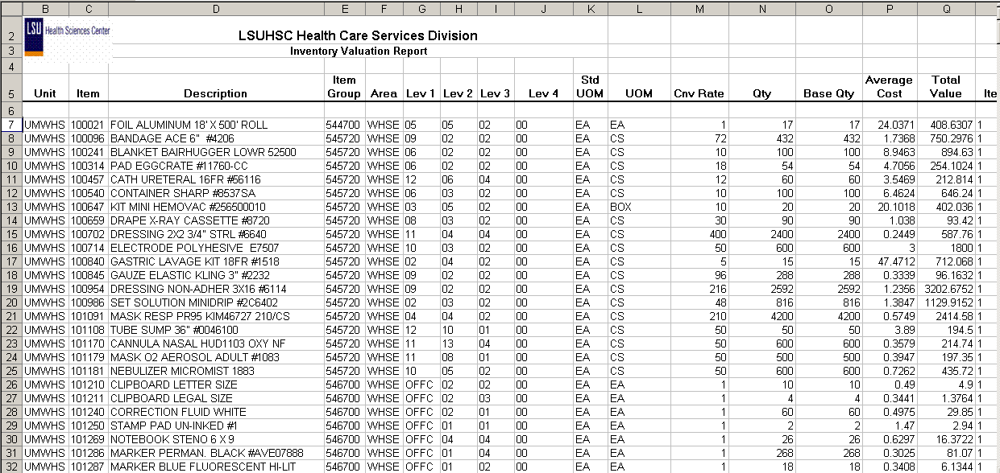 B C D E F G H I J K L M N O P Q
LSU Health Sciences Center
2 LSUHSC Health Care Services Division
3 Inventory Valuation Report
4
5 Unit Item Description Item Group Area Lev 1 Lev 2 Lev 3 Lev 4 Std UOM UOM Cnv Rate Qty Base Qty Average Cost Total Value Ite
6
7 UMWHS 100021 FOIL ALUMINUM 18' X 500' ROLL 544700 WHSE 05 05 02 00 EA EA 1 17 17 24.0371 408.6307 1
8 UMWHS 100096 BANDAGE ACE 6" #4206 545720 WHSE 09 02 02 00 EA CS 72 432 432 1.7368 750.2976 1
9 UMWHS 100241 BLANKET BAIRHUGGER LOWR 52500 545720 WHSE 06 02 02 00 EA CS 10 100 100 8.9463 894.63 1
10 UMWHS 100314 PAD EGGCRATE #11760-CC 545720 WHSE 06 02 02 00 EA CS 18 54 54 4.7056 254.1024 1
11 UMWHS 100457 CATH URETERAL 16FR #56116 545720 WHSE 12 06 04 00 EA CS 12 60 60 3.5469 212.814 1
12 UMWHS 100540 CONTAINER SHARP #8537SA 545720 WHSE 06 03 02 00 EA CS 10 100 100 6.4624 646.24 1
13 UMWHS 100647 KIT MINI HEMOVAC #256500010 545720 WHSE 03 05 02 00 EA BOX 10 20 20 20.1018 402.036 1
14 UMWHS 100659 DRAPE X-RAY CASSETTE #8720 545720 WHSE 08 03 02 00 EA CS 30 90 90 1.038 93.42 1
15 UMWHS 100702 DRESSING 2X2 3/4" STRL #6640 545720 WHSE 11 04 04 00 EA CS 400 2400 2400 0.2449 587.76 1
16 UMWHS 100714 ELECTRODE POLYHESIVE E7507 545720 WHSE 10 03 02 00 EA CS 50 600 600 3 1800 1
17 UMWHS 100840 GASTRIC LAVAGE KIT 18FR #1518 545720 WHSE 02 04 02 00 EA CS 5 15 15 47.4712 712.068 1
18 UMWHS 100845 GAUZE ELASTIC KLING 3" #2232 545720 WHSE 09 02 02 00 EA CS 96 288 288 0.3339 96.1632 1
19 UMWHS 100954 DRESSING NON-ADHER 3X16 #6114 545720 WHSE 09 02 02 00 EA CS 216 2592 2592 1.2356 3202.6752 1
20 UMWHS 100986 SET SOLUTION MINIDRIP #2C6402 545720 WHSE 02 03 02 00 EA CS 48 816 816 1.3847 1129.9152 1
21 UMWHS 101091 MASK RESP PR95 KIM46727 210/CS 545720 WHSE 04 04 02 00 EA CS 210 4200 4200 0.5749 2414.58 1
22 UMWHS 101108 TUBE SUMP 36" #0046100 545720 WHSE 12 10 01 00 EA CS 50 50 50 3.89 194.5 1
23 UMWHS 101170 CANNULA NASAL HUD1103 OXY NF 545720 WHSE 11 13 04 00 EA CS 50 600 600 0.3579 214.74 1
24 UMWHS 101179 MASK O2 AEROSOL ADULT #1083 545720 WHSE 11 08 01 00 EA CS 50 500 500 0.3947 197.35 1
25 UMWHS 101181 NEBULIZER MICROMIST 1883 545720 WHSE 10 05 02 00 EA CS 50 600 600 0.7262 435.72 1
26 UMWHS 101210 CLIPBOARD LETTER SIZE 546700 WHSE OFFC 02 02 00 EA EA 1 10 10 0.49 4.9 1
27 UMWHS 101211 CLIPBOARD LEGAL SIZE 546700 WHSE OFFC 02 03 00 EA EA 1 4 4 0.3441 1.3764 1
28 UMWHS 101240 CORRECTION FLUID WHITE 546700 WHSE OFFC 02 01 00 EA EA 1 60 60 0.4975 29.85 1
29 UMWHS 101250 STAMP PAD UN-INKED #1 546700 WHSE OFFC 01 01 00 EA EA 1 2 2 1.47 2.94 1
30 UMWHS 101269 NOTEBOOK STENO 6 X 9 546700 WHSE OFFC 04 04 00 EA EA 1 26 26 0.6297 16.3722 1
31 UMWHS 101286 MARKER PERMAN. BLACK #AVE07888 546700 WHSE OFFC 01 04 00 EA EA 1 268 268 0.3025 81.07 1
32 UMWHS 101287 MARKER BLUE FLUORESCENT HI-LIT 546700 WHSE OFFC 01 02 00 EA EA 1 18 18 0.3408 6.1344 1